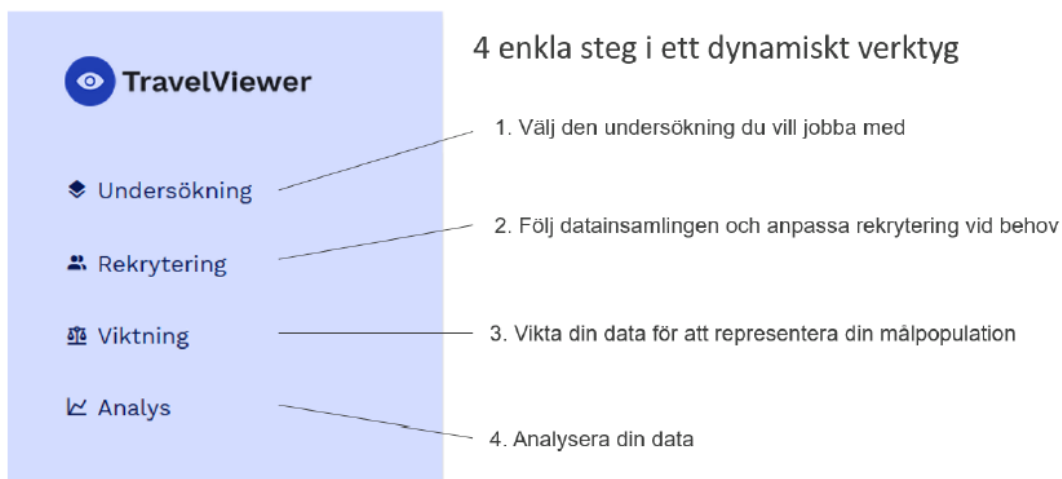 4 enkla steg i ett dynamiskt verktyg
TravelViewer
1. Välj den undersökning du vill jobba med
Undersökning
2. Följ datainsamlingen och anpassa rekrytering vid behov
Rekrytering
3. Vikta din data för att representera din målpopulation
Viktning
Analys
4. Analysera din data